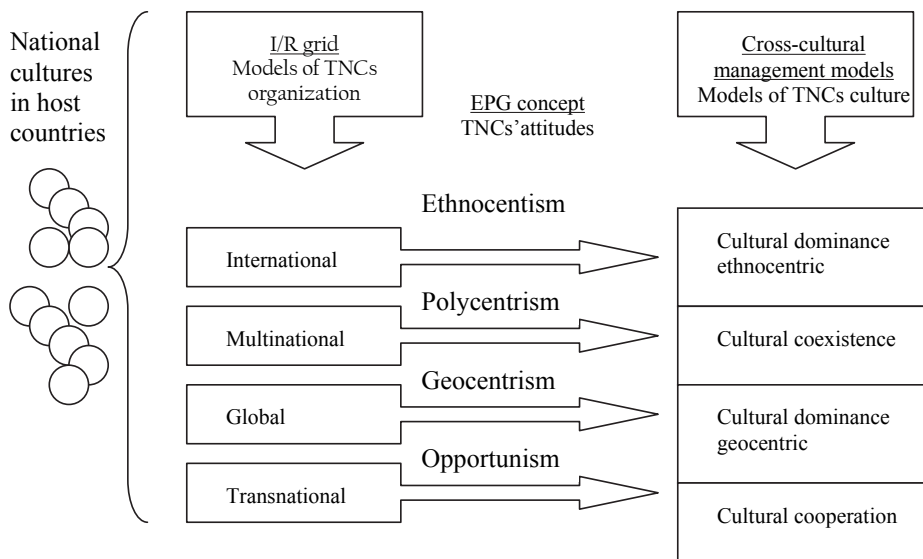 National
cultures
in host
countries
I/R grid
Models of TNCs
organization
EPG concept
TNCs’attitudes
Cross-cultural
management models
Models of TNCs culture
Ethnocentism
International
Cultural dominance
ethnocentric
Polycentrism
Multinational
Cultural coexistence
Geocentrism
Global
Cultural dominance
geocentric
Opportunism
Transnational
Cultural cooperation